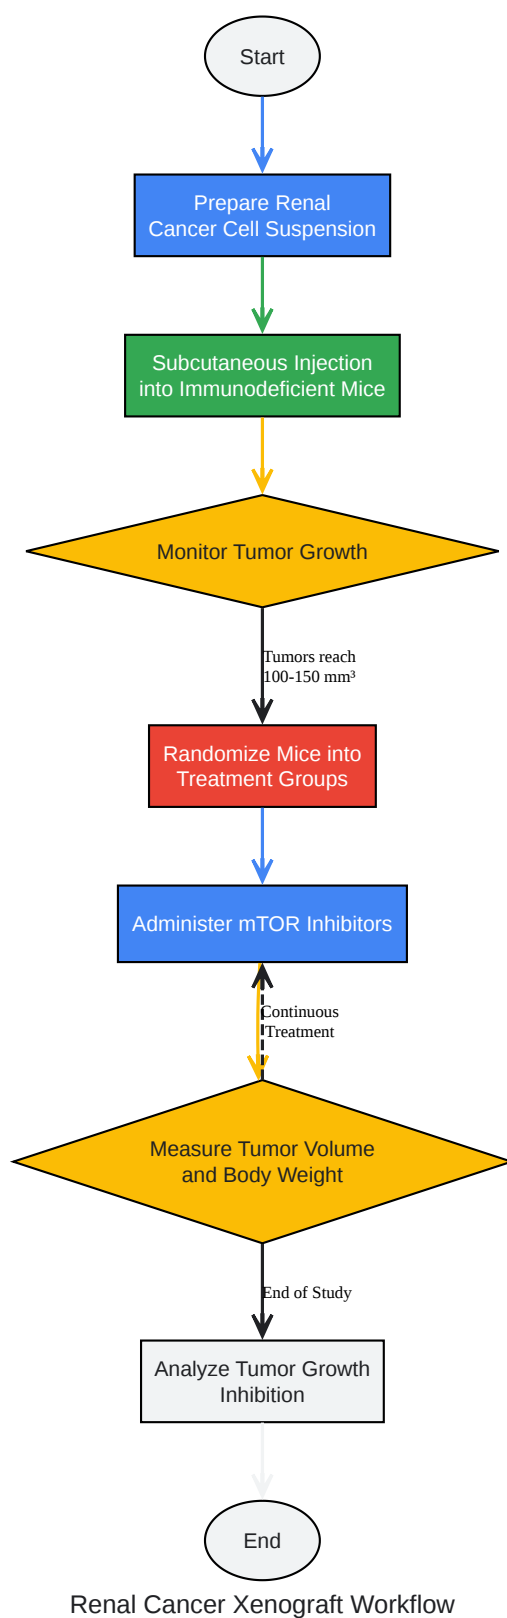 Start
Prepare Renal
Cancer Cell Suspension
Subcutaneous Injection
into Immunodeficient Mice
Monitor Tumor Growth
Tumors reach
100-150 mm³
Randomize Mice into
Treatment Groups
Administer mTOR Inhibitors
Continuous
Treatment
Measure Tumor Volume
and Body Weight
End of Study
Analyze Tumor Growth
Inhibition
End
Renal Cancer Xenograft Workflow